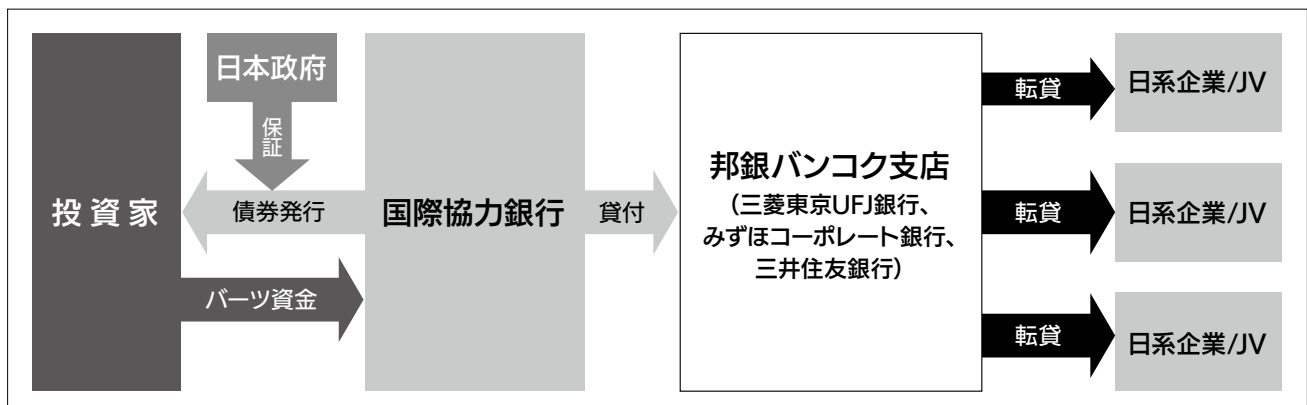 日本政府
保証
投資家
債券発行
バーツ資金
国際協力銀行
貸付
邦銀バンコク支店
(三菱東京UFJ銀行、
みずほコーポレート銀行、
三井住友銀行)
転貸
日系企業/JV
転貸
日系企業/JV
転貸
日系企業/JV